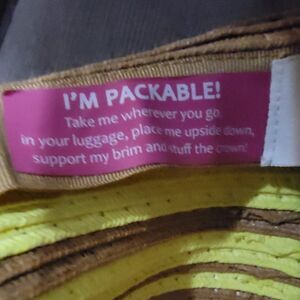 I'M PACKABLE!
Take me wherever you go.
in your luggage, place me upside down,
support my brim and stuff the crown!